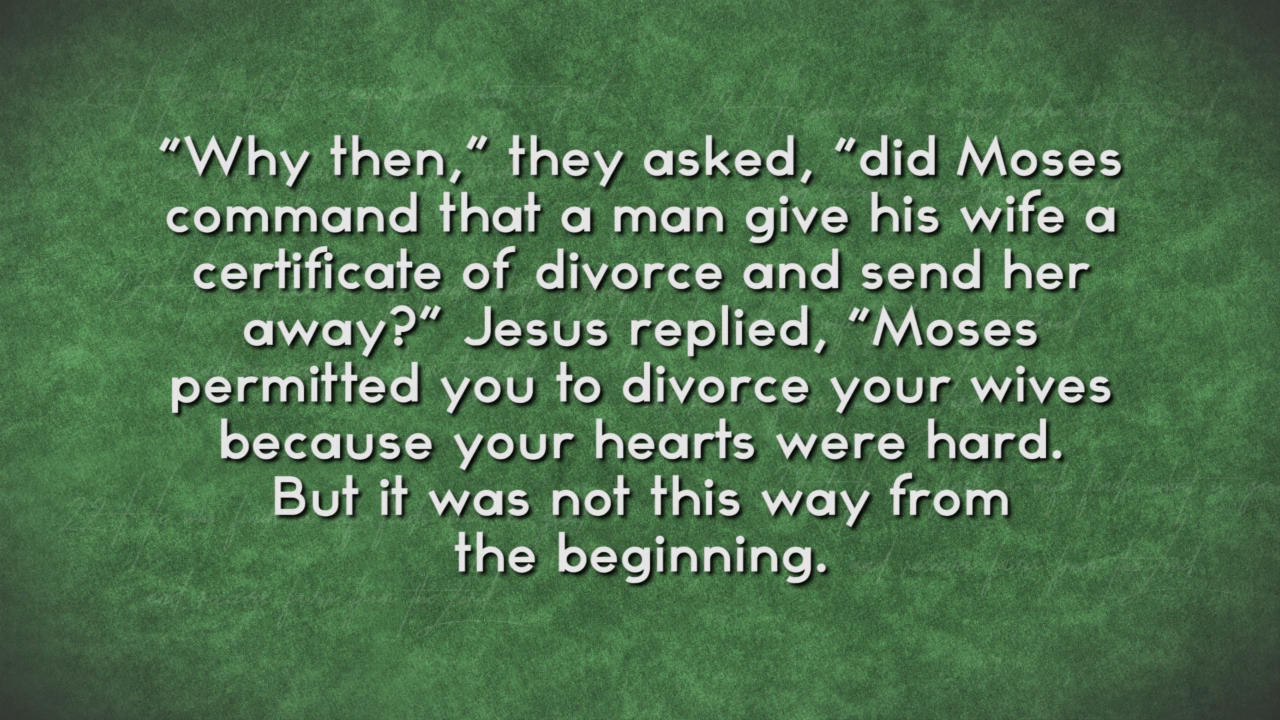 “Why then,“ they asked, “did Moses
command that a man give his wife a
certificate of divorce and send her
away?” Jesus replied, “Moses
permitted you to divorce your wives
because your hearts were hard.
But it was not this way from
the beginning.